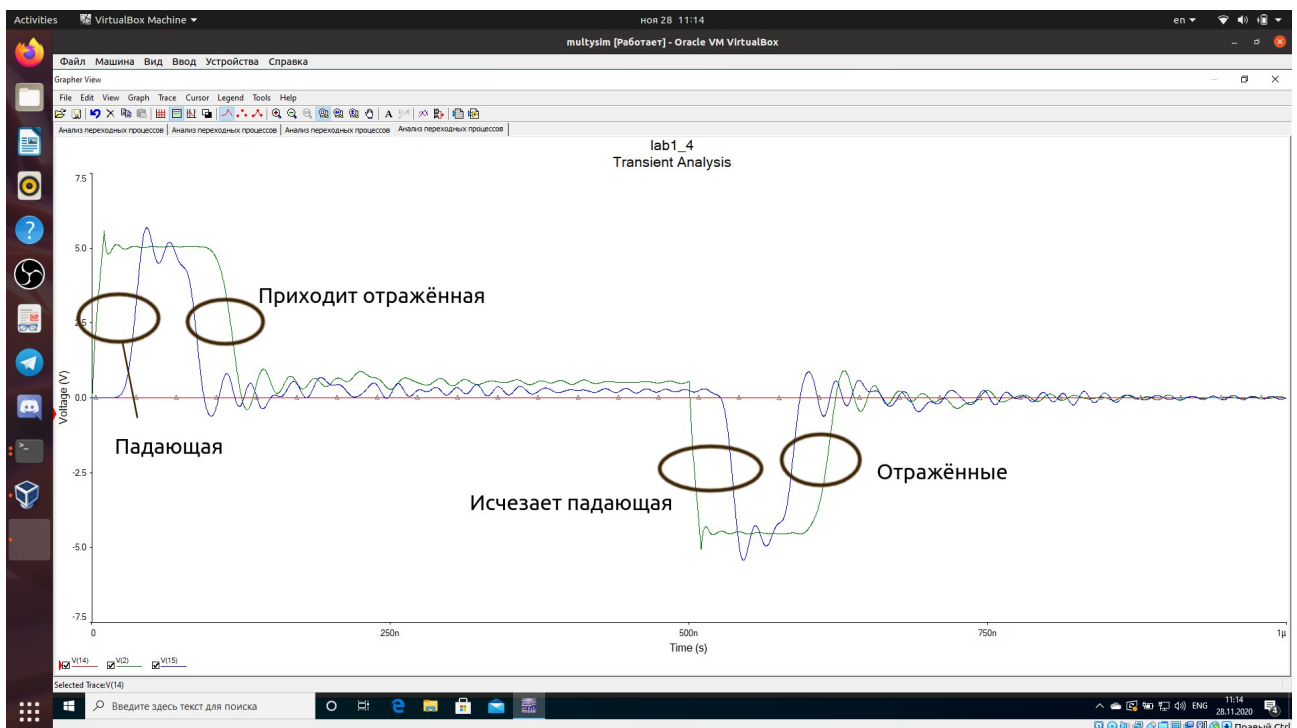 Activities VirtualBox Machine ноя 28 11:14 en
multysim [Работает] - Oracle VM VirtualBox
Файл Машина Вид Ввод Устройства Справка
Grapher View
File Edit View Graph Trace Cursor Legend Tools Help
Анализ переходных процессов Анализ переходных процессов Анализ переходных процессов Анализ переходных процессов
lab1_4
Transient Analysis
7.5
5.0
2.5
0.0
-2.5
-5.0
-7.5
Voltage (V)
Приходит отражённая
Падающая
Исчезает падающая
Отражённые
0 250n 500n 750n 1µ
Time (s)
V(14) V(2) V(15)
Selected Trace:V(14)
Введите здесь текст для поиска
ENG 11:14
28.11.2020
Правый Ctrl